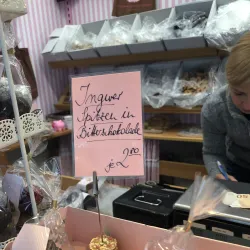 Ingwer
Spitzen in
Bitterschokolade
je 2.00